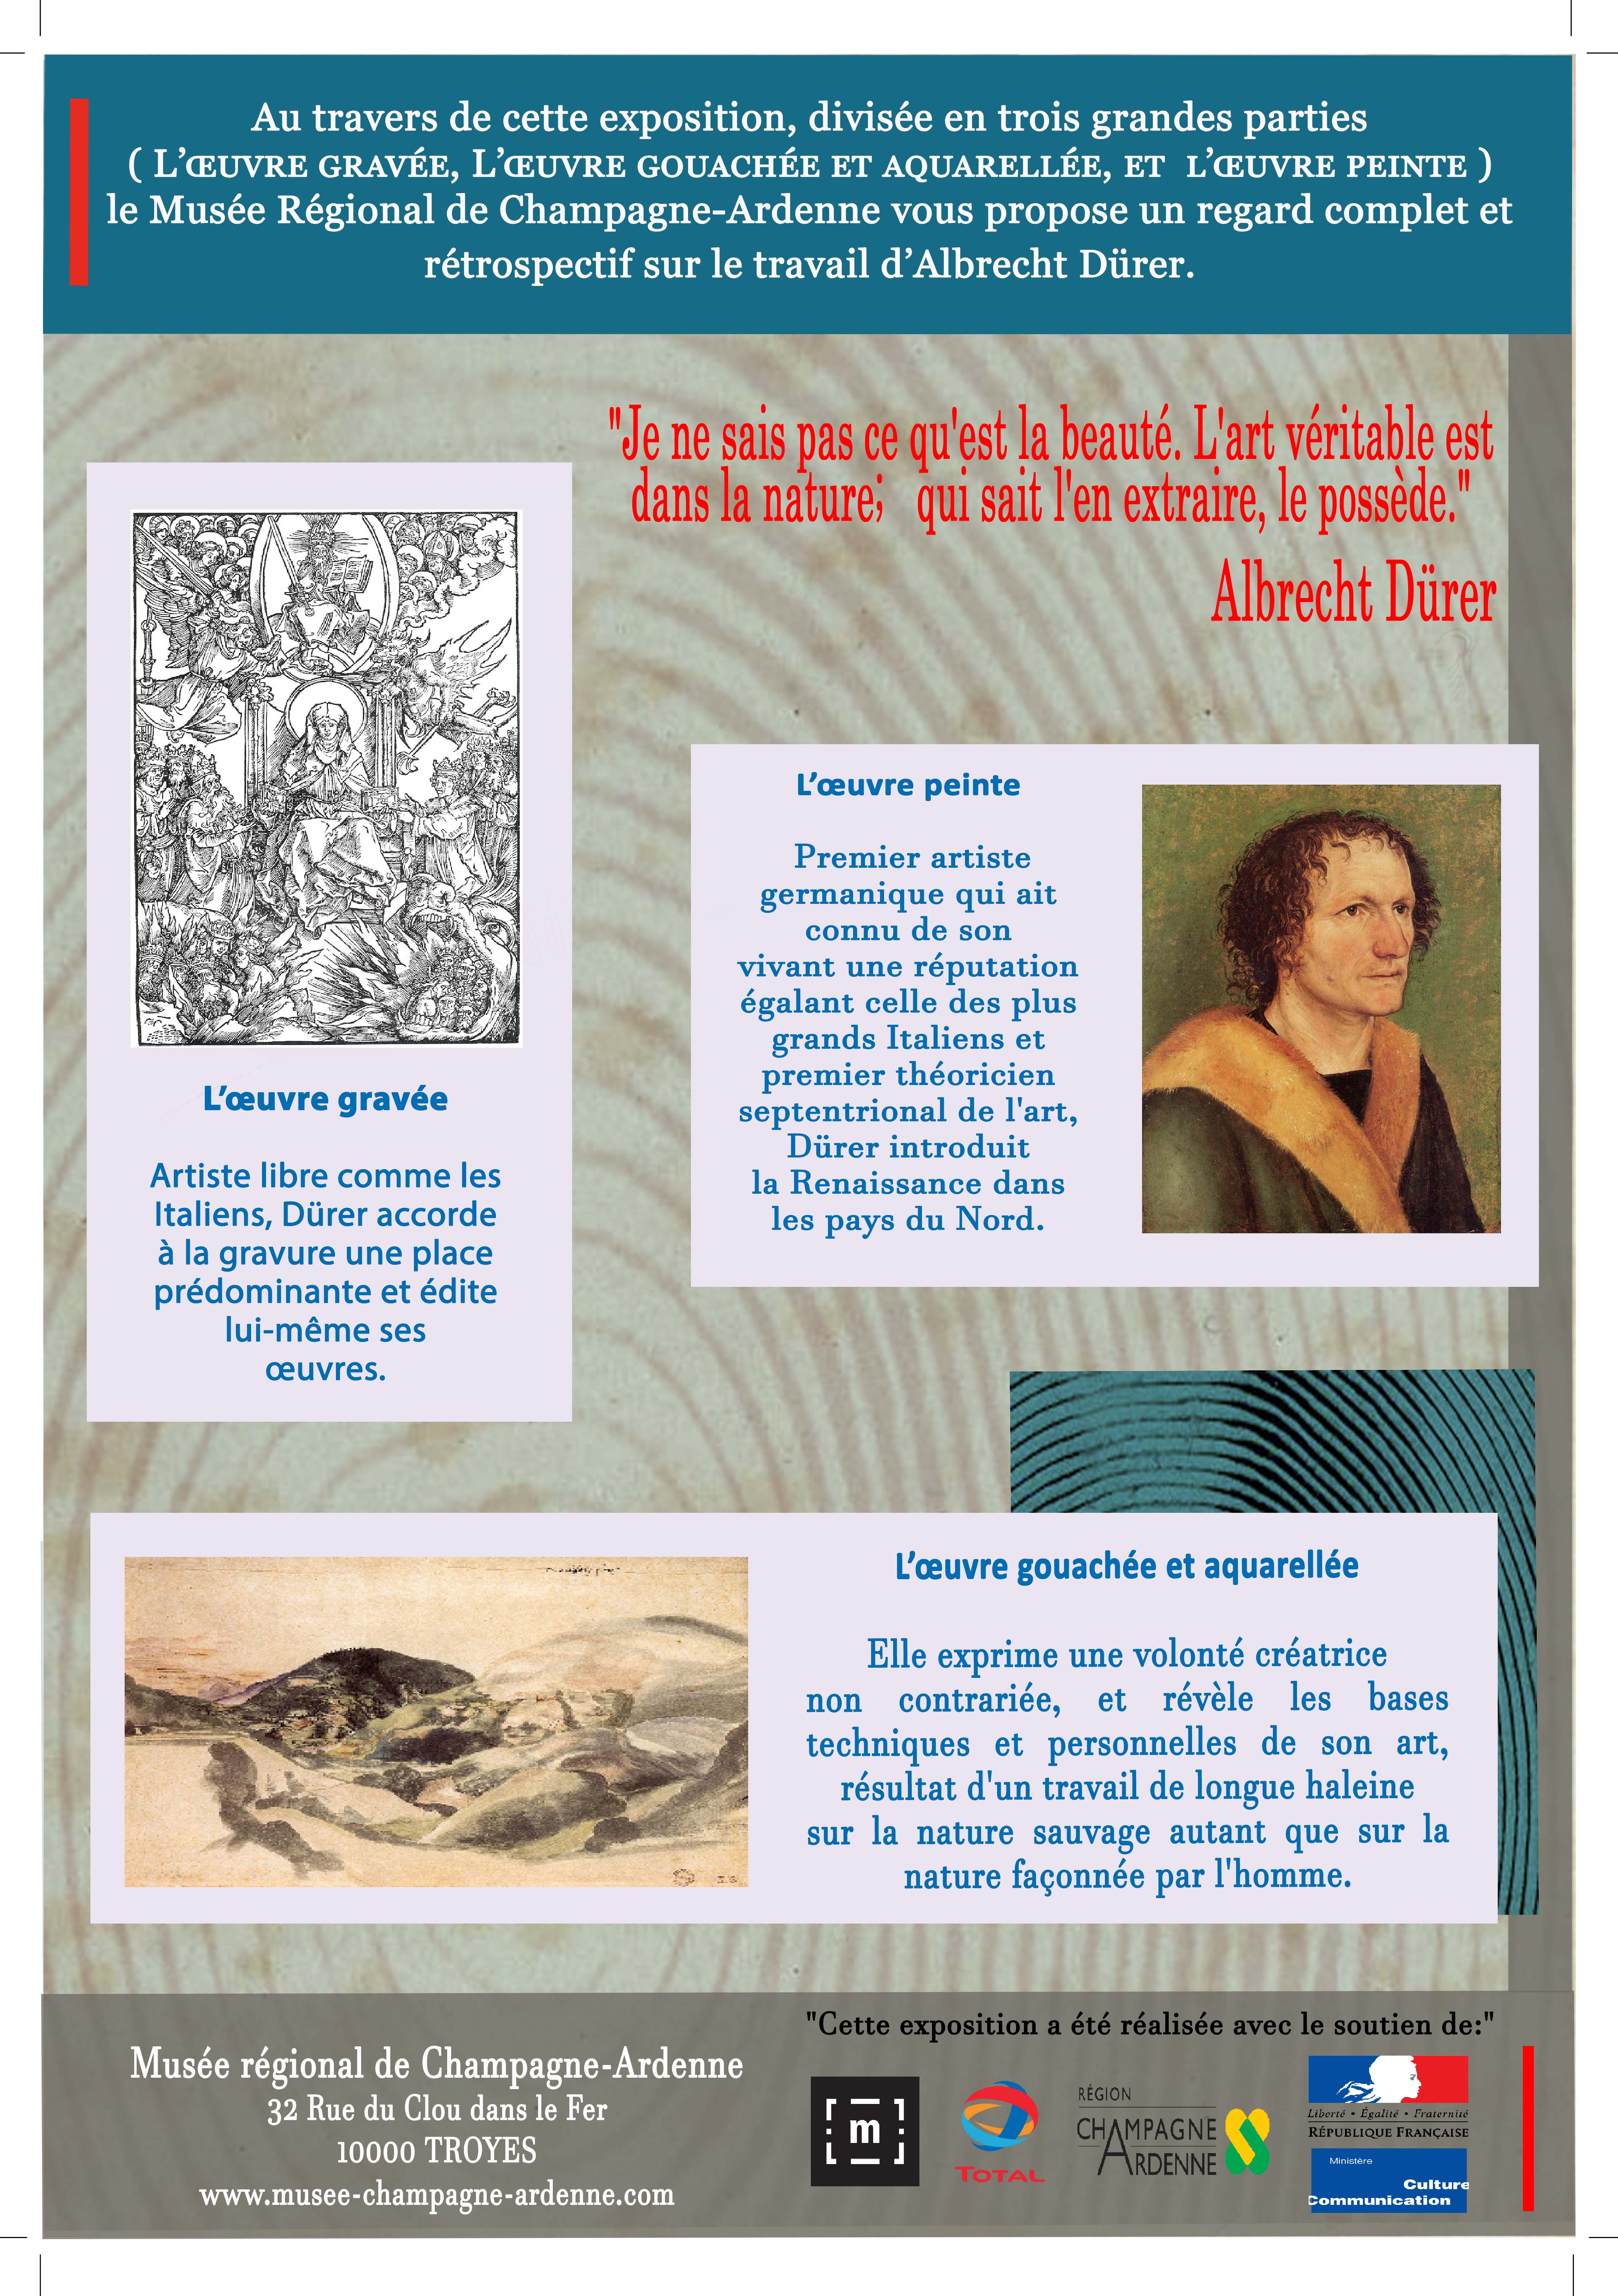 Au travers de cette exposition, divisée en trois grandes parties
( L’ŒUVRE GRAVÉE, L’ŒUVRE GOUACHÉE ET AQUARELLÉE, ET L’ŒUVRE PEINTE )
le Musée Régional de Champagne-Ardenne vous propose un regard complet et
rétrospectif sur le travail d’Albrecht Dürer.
"Je ne sais pas ce qu'est la beauté. L'art véritable est
dans la nature; qui sait l'en extraire, le possède."
Albrecht Dürer
L’œuvre gravée
Artiste libre comme les
Italiens, Dürer accorde
à la gravure une place
prédominante et édite
lui-même ses
œuvres.
L’œuvre peinte
Premier artiste
germanique qui ait
connu de son
vivant une réputation
égalant celle des plus
grands Italiens et
premier théoricien
septentrional de l'art,
Dürer introduit
la Renaissance dans
les pays du Nord.
L’œuvre gouachée et aquarellée
Elle exprime une volonté créatrice
non contrariée, et révèle les bases
techniques et personnelles de son art,
résultat d'un travail de longue haleine
sur la nature sauvage autant que sur la
nature façonnée par l'homme.
Musée régional de Champagne-Ardenne
32 Rue du Clou dans le Fer
10000 TROYES
www.musee-champagne-ardenne.com
"Cette exposition a été réalisée avec le soutien de:"
[m]
TOTAL
RÉGION
CHAMPAGNE
ARDENNE
Liberté • Égalité • Fraternité
RÉPUBLIQUE FRANÇAISE
Ministère
Culture
Communication